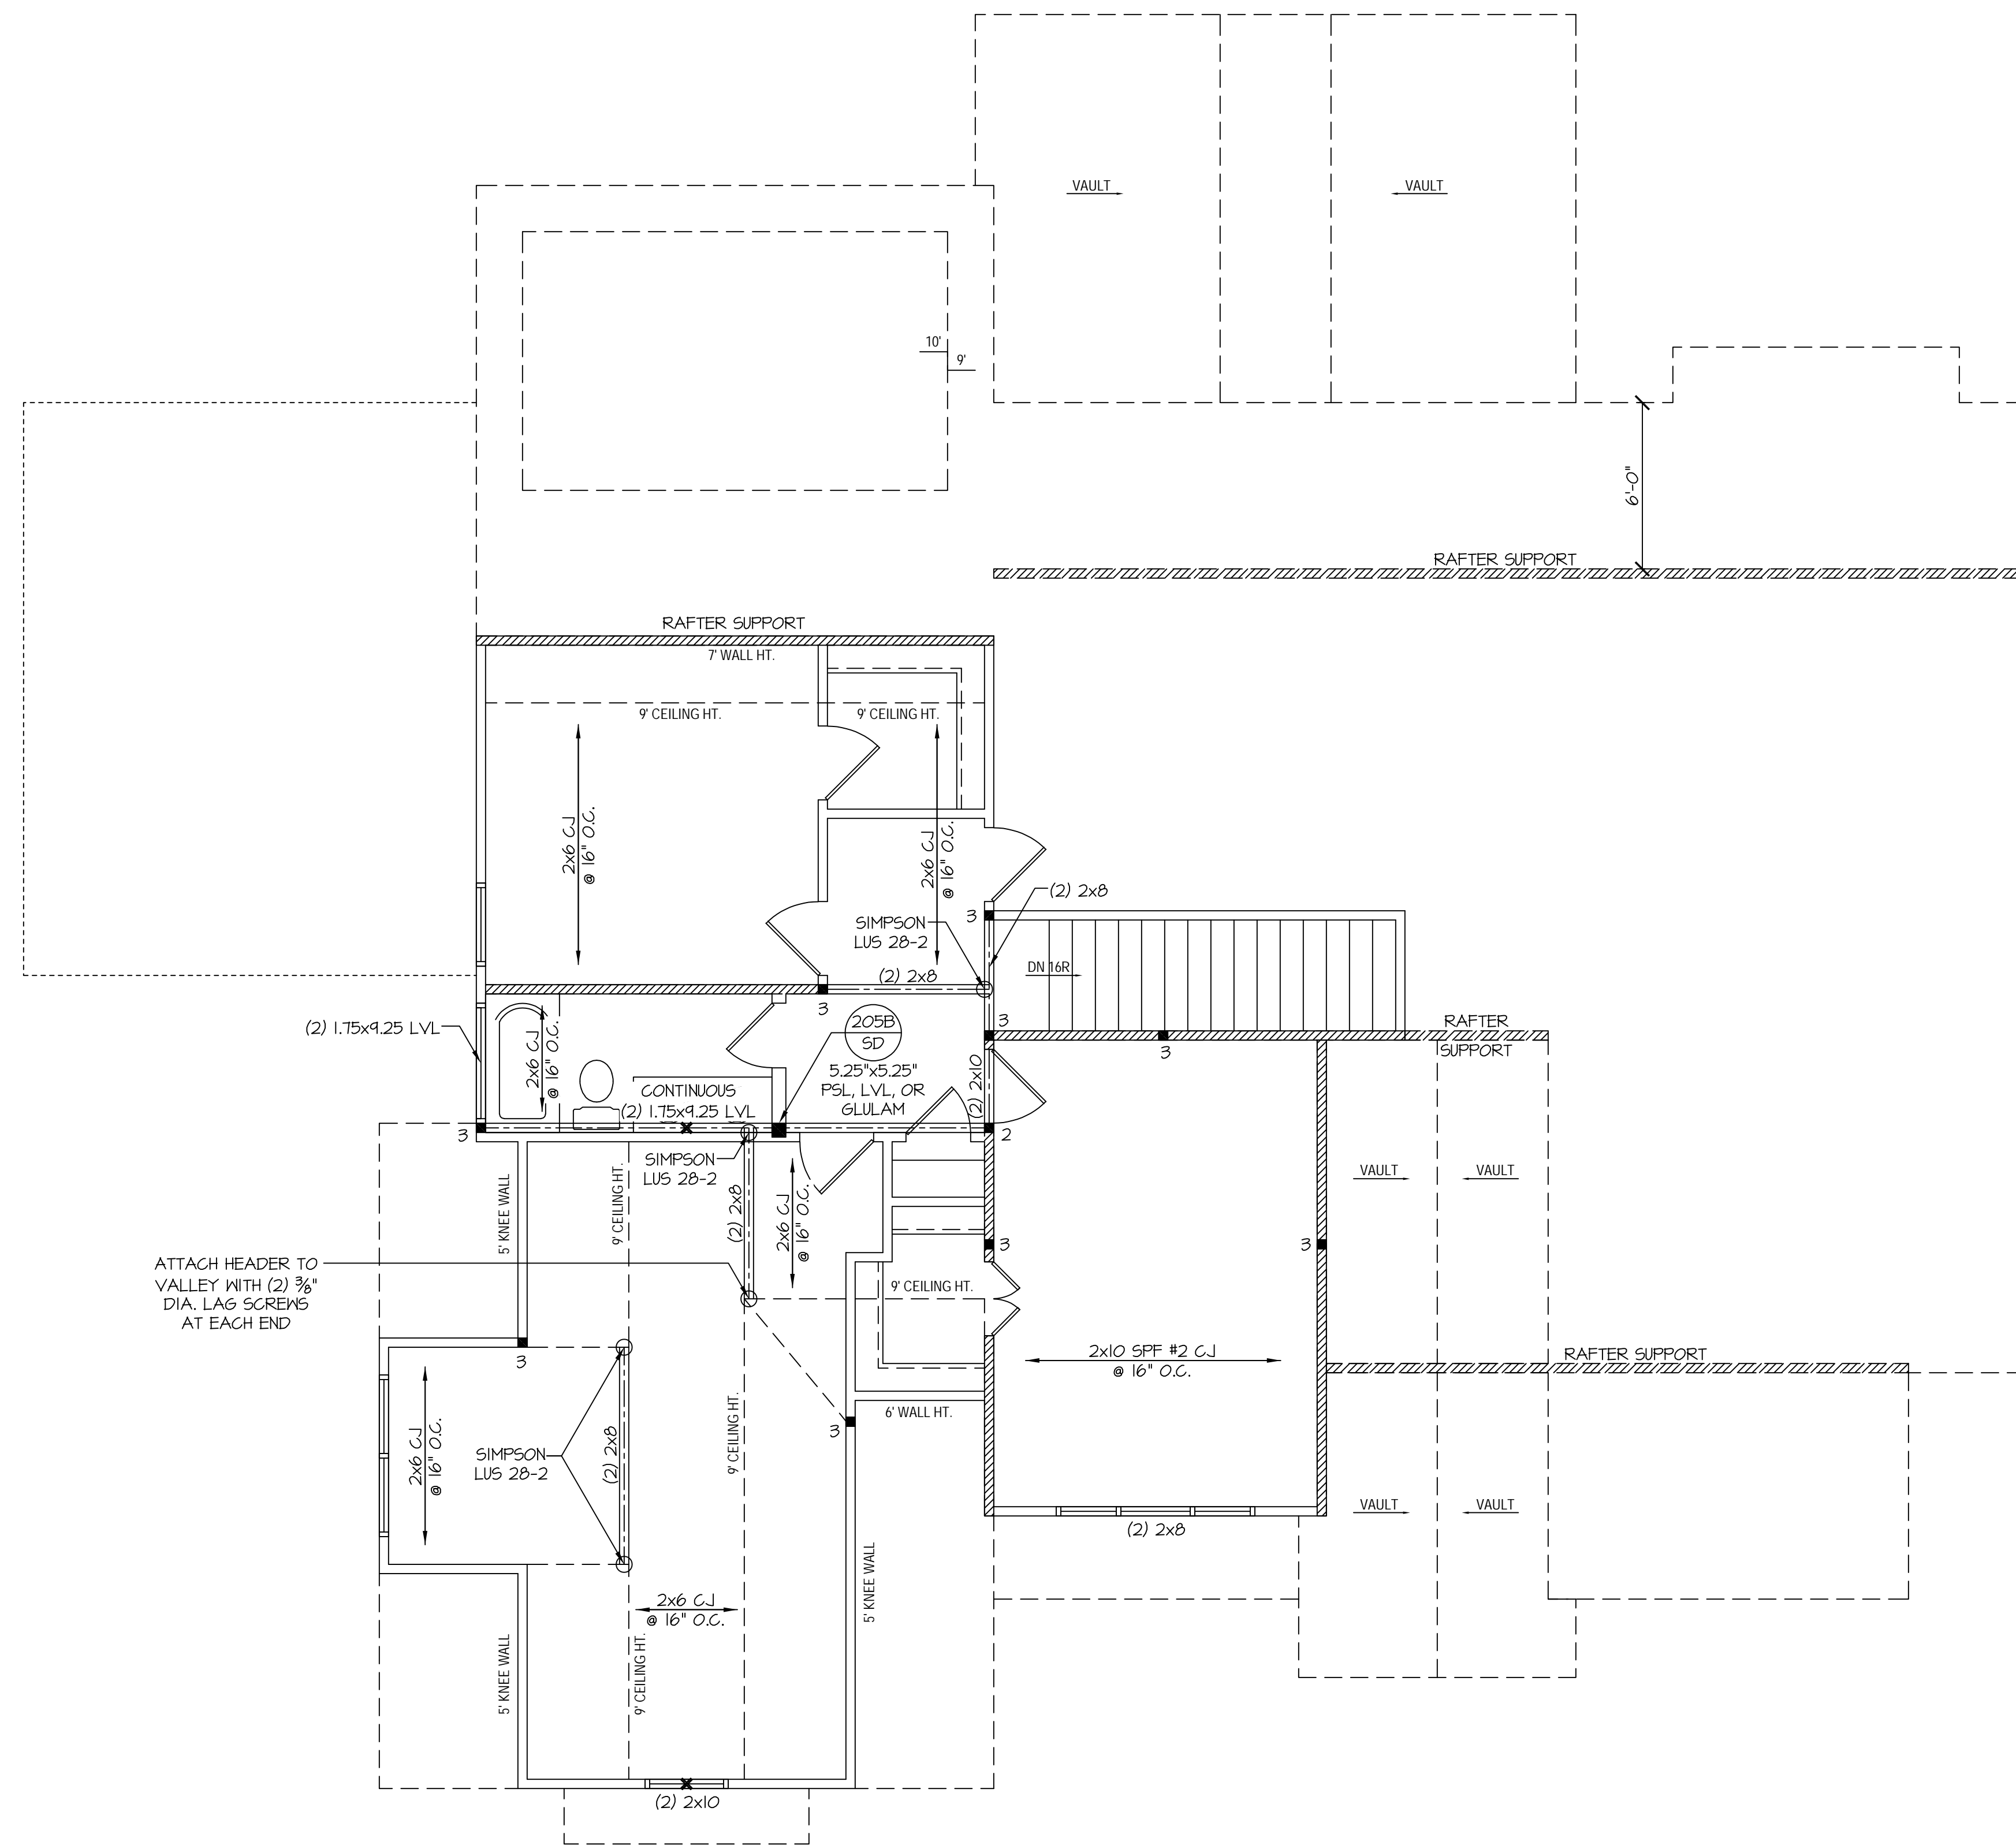 VAULT
VAULT
10'
9'
6'-0"
RAFTER SUPPORT
RAFTER SUPPORT
7' WALL HT.
9' CEILING HT.
9' CEILING HT.
2x6 CJ
@ 16" O.C.
2x6 CJ
@ 16" O.C.
(2) 2x8
3
SIMPSON
LUS 28-2
(2) 2x8
DN 16R
3
(2) 1.75x9.25 LVL
2x6 CJ
@ 16" O.C.
205B
SD
3
3
RAFTER
SUPPORT
5.25"x5.25"
PSL, LVL, OR
GLULAM
CONTINUOUS
(2) 1.75x9.25 LVL
(2) 2x10
3
2
SIMPSON
LUS 28-2
5' KNEE WALL
9' CEILING HT.
(2) 2x8
2x6 CJ
@ 16" O.C.
VAULT
VAULT
3
3
ATTACH HEADER TO
VALLEY WITH (2) 3/8"
DIA. LAG SCREWS
AT EACH END
9' CEILING HT.
3
2x10 SPF #2 CJ
@ 16" O.C.
RAFTER SUPPORT
6' WALL HT.
3
9' CEILING HT.
2x6 CJ
@ 16" O.C.
SIMPSON
LUS 28-2
(2) 2x8
VAULT
VAULT
(2) 2x8
5' KNEE WALL
2x6 CJ
@ 16" O.C.
5' KNEE WALL
9' CEILING HT.
(2) 2x10